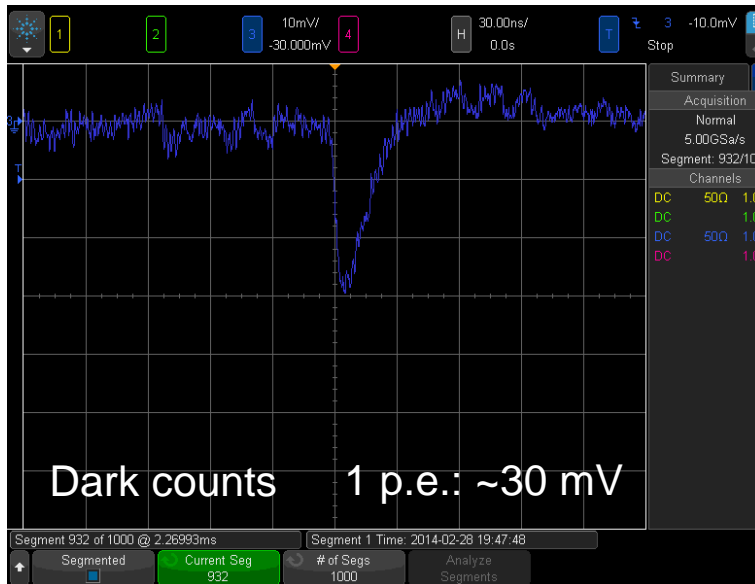 1 2 3 10mV/ -30.000mV 4 H 30.00ns/ 0.0s T 3 -10.0mV Stop
Summary
Acquisition
Normal
5.00GSa/s
Segment: 932/10
Channels
DC 50Ω 1.0
DC 1.0
DC 50Ω 1.0
DC 1.0
3
T
Dark counts 1 p.e.: ~30 mV
Segment 932 of 1000 @ 2.26993ms Segment 1 Time: 2014-02-28 19:47:48
Segmented Current Seg # of Segs Analyze
932 1000 Segments